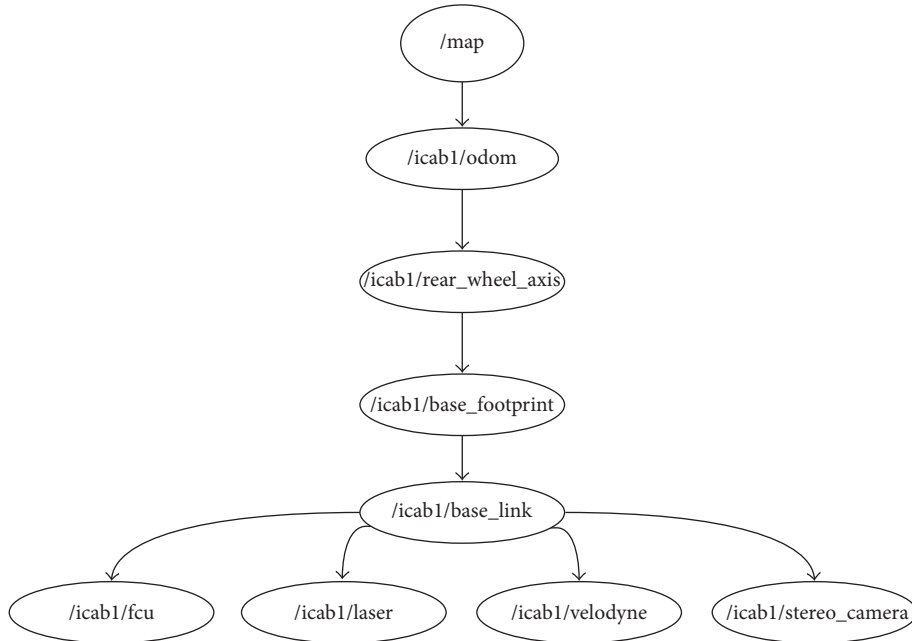 /map
/icab1/odom
/icab1/rear_wheel_axis
/icab1/base_footprint
/icab1/base_link
/icab1/fcu
/icab1/laser
/icab1/velodyne
/icab1/stereo_camera